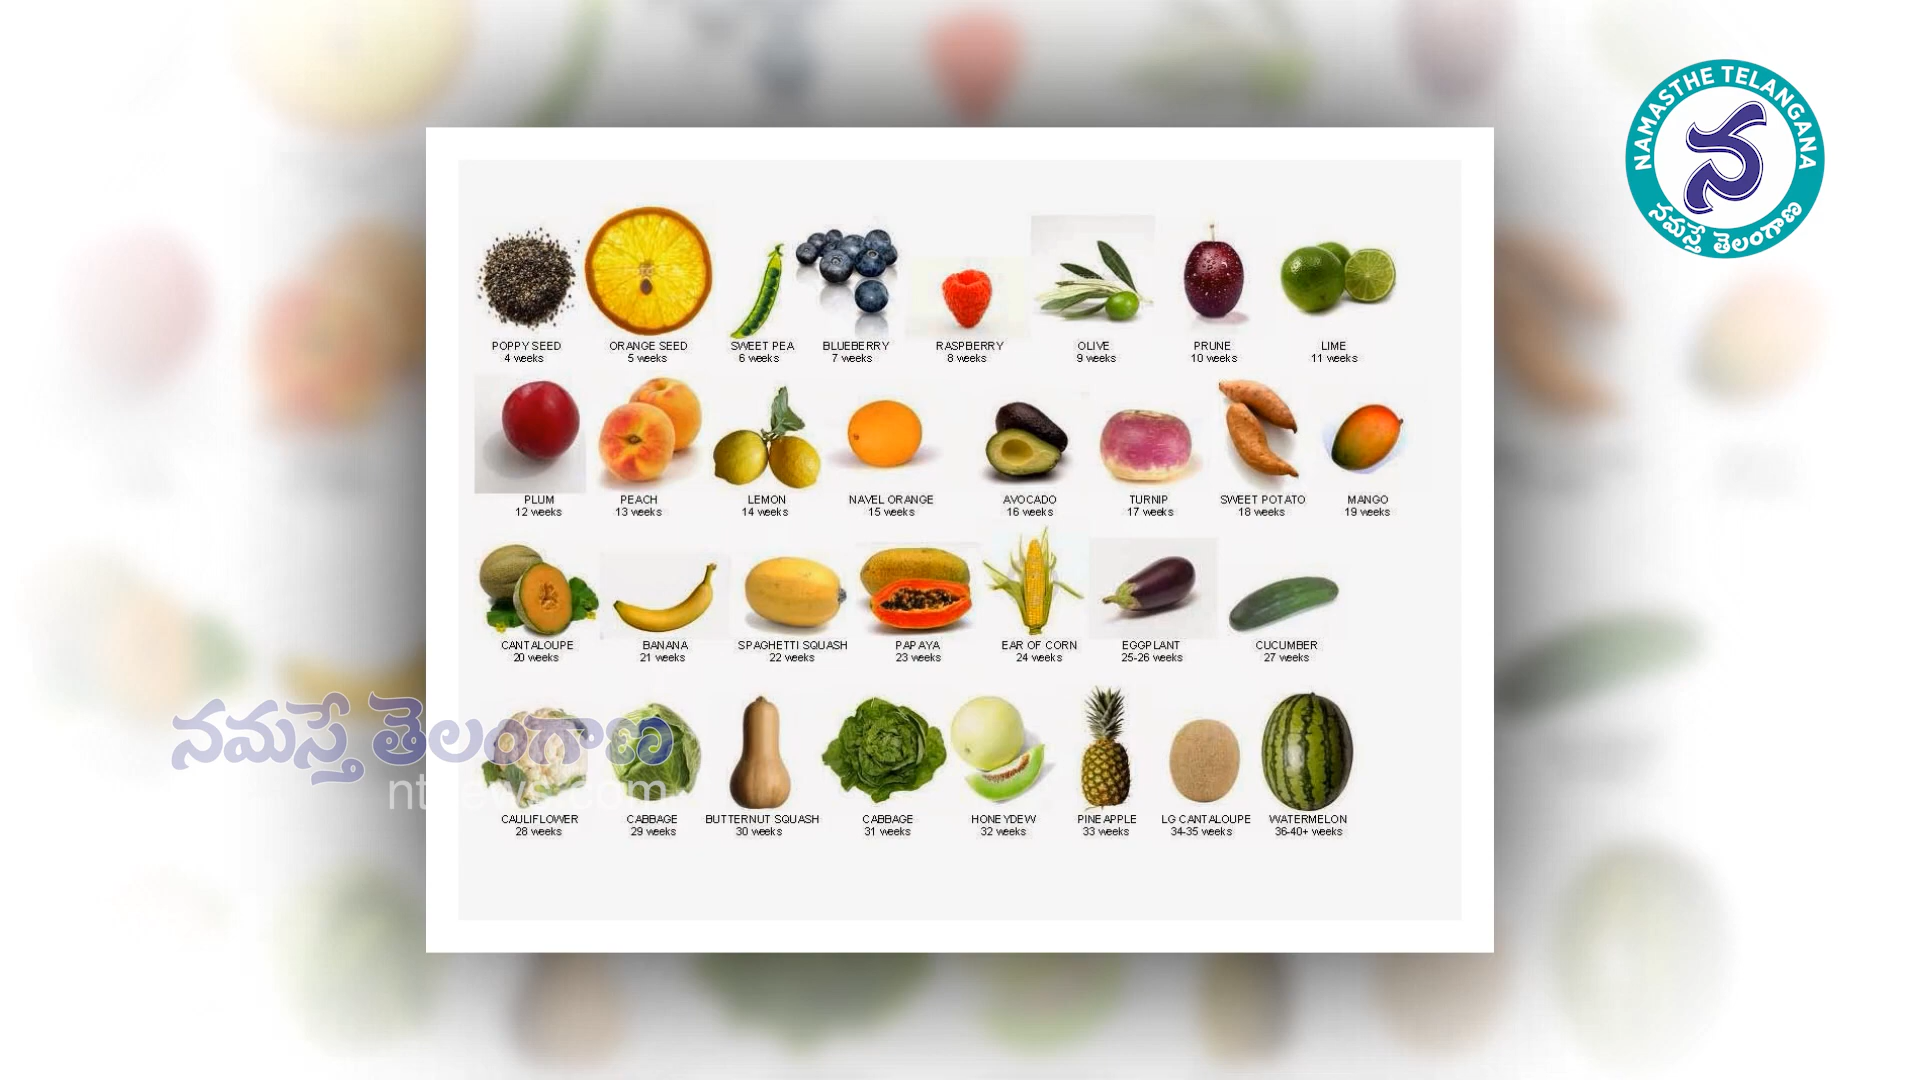 NAMASTHE TELANGANA
న
నమస్తే తెలంగాణ
POPPY SEED
4 weeks
ORANGE SEED
5 weeks
SWEET PEA
6 weeks
BLUEBERRY
7 weeks
RASPBERRY
8 weeks
OLIVE
9 weeks
PRUNE
10 weeks
LIME
11 weeks
PLUM
12 weeks
PEACH
13 weeks
LEMON
14 weeks
NAVEL ORANGE
15 weeks
AVOCADO
16 weeks
TURNIP
17 weeks
SWEET POTATO
18 weeks
MANGO
19 weeks
CANTALOUPE
20 weeks
BANANA
21 weeks
SPAGHETTI SQUASH
22 weeks
PAPAYA
23 weeks
EAR OF CORN
24 weeks
EGGPLANT
25-26 weeks
CUCUMBER
27 weeks
నమస్తే తెలంగాణ
ntnews.com
CAULIFLOWER
28 weeks
CABBAGE
29 weeks
BUTTERNUT SQUASH
30 weeks
CABBAGE
31 weeks
HONEYDEW
32 weeks
PINEAPPLE
33 weeks
LG CANTALOUPE
34-35 weeks
WATERMELON
36-40+ weeks